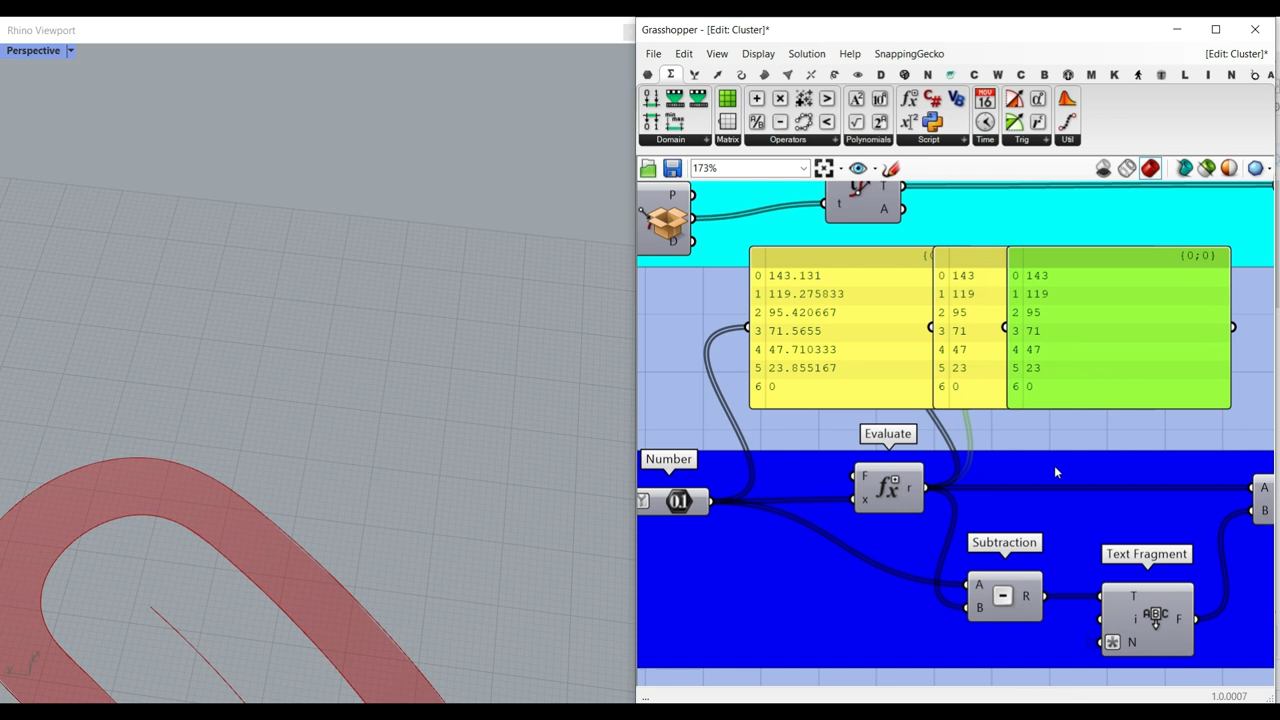 Rhino Viewport
Perspective
Grasshopper - [Edit: Cluster]*
File Edit View Display Solution Help SnappingGecko [Edit: Cluster]*
Domain Matrix Operators Polynomials Script Time Trig Util
173%
P
D
t
T
A
0 143.131
1 119.275833
2 95.420667
3 71.5655
4 47.710333
5 23.855167
6 0
0 143
1 119
2 95
3 71
4 47
5 23
6 0
{0;0}
0 143
1 119
2 95
3 71
4 47
5 23
6 0
Evaluate
Number
0.1
F
x
fx
r
A
B
Subtraction
A
B
R
Text Fragment
T
i
N
ABC
F
...
1.0.0007